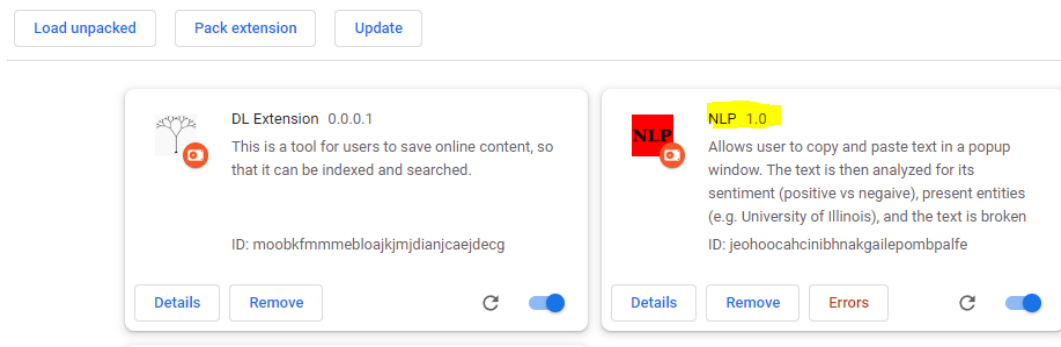 Load unpacked
Pack extension
Update
DL Extension 0.0.0.1
This is a tool for users to save online content, so
that it can be indexed and searched.
ID: moobkfmmmebloajkjmjdianjcaejdecg
Details
Remove
NLP
NLP 1.0
Allows user to copy and paste text in a popup
window. The text is then analyzed for its
sentiment (positive vs negaive), present entities
(e.g. University of Illinois), and the text is broken
ID: jeohoocahcinibhnakgailepombpalfe
Details
Remove
Errors